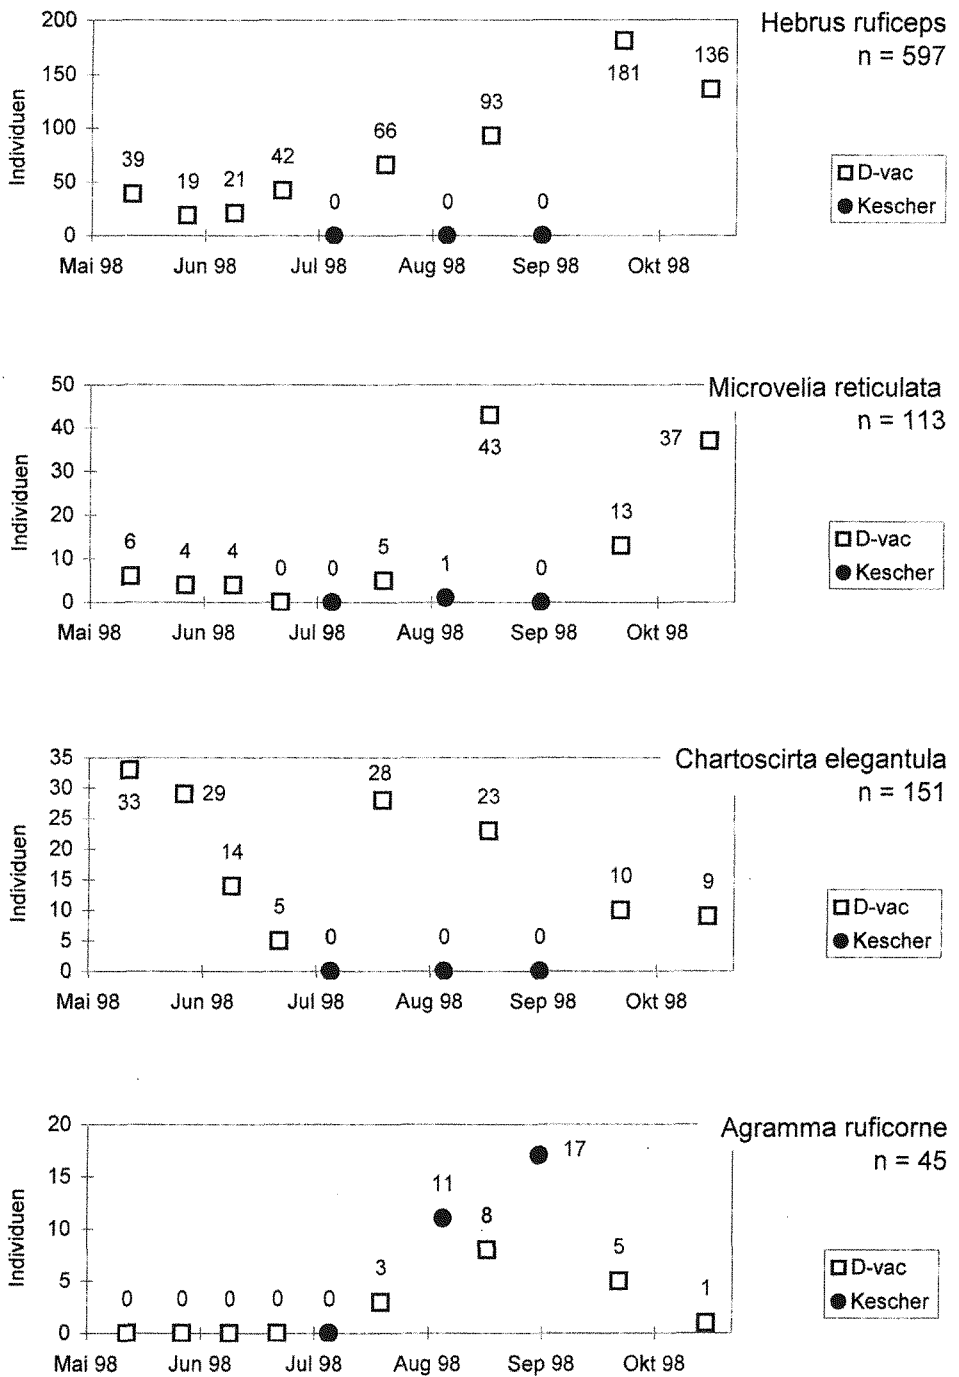 Hebrus ruficeps
n = 597
Individuen
200
150
100
50
0
39
19
21
42
0
66
0
93
0
181
136
Mai 98 Jun 98 Jul 98 Aug 98 Sep 98 Okt 98
D-vac
Kescher
Microvelia reticulata
n = 113
Individuen
50
40
30
20
10
0
6
4
4
0
0
5
1
43
0
13
37
Mai 98 Jun 98 Jul 98 Aug 98 Sep 98 Okt 98
D-vac
Kescher
Chartoscirta elegantula
n = 151
Individuen
35
30
25
20
15
10
5
0
33
29
14
5
0
28
0
23
0
10
9
Mai 98 Jun 98 Jul 98 Aug 98 Sep 98 Okt 98
D-vac
Kescher
Agramma ruficorne
n = 45
Individuen
20
15
10
5
0
0
0
0
0
0
3
11
8
17
5
1
Mai 98 Jun 98 Jul 98 Aug 98 Sep 98 Okt 98
D-vac
Kescher